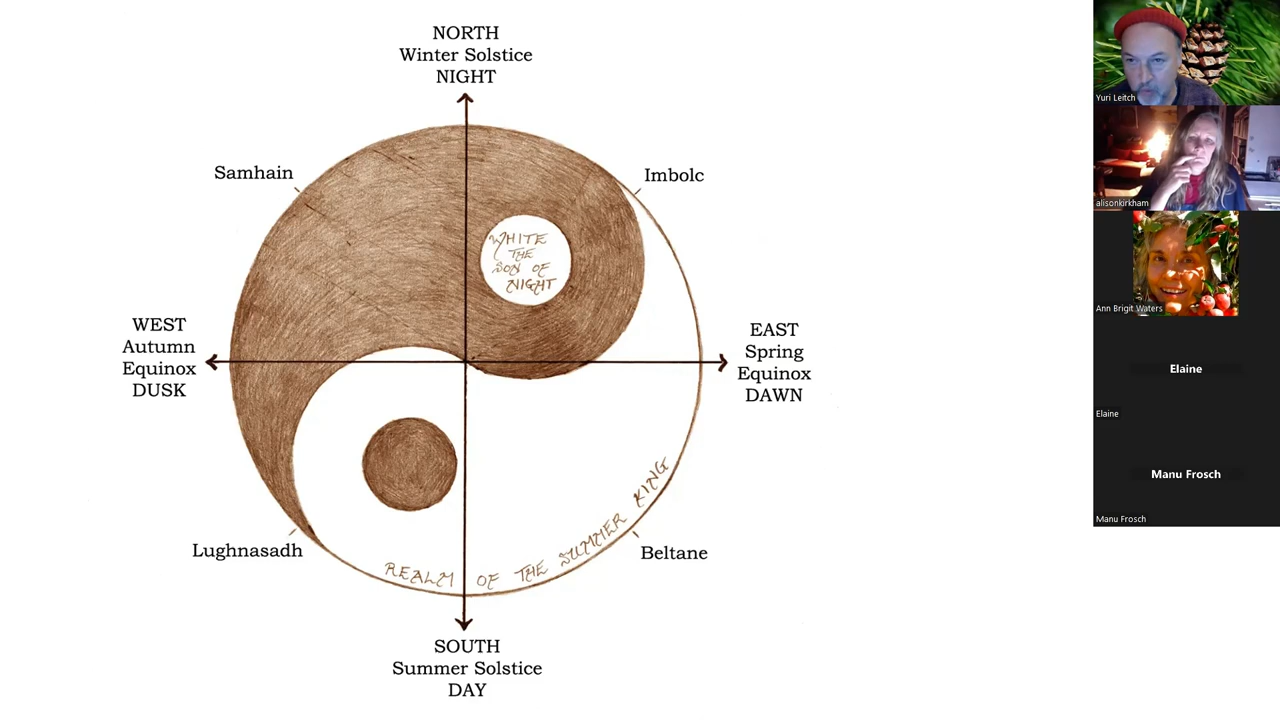 NORTH
Winter Solstice
NIGHT
Samhain
Imbolc
WHITE
THE
SON OF
NIGHT
WEST
Autumn
Equinox
DUSK
EAST
Spring
Equinox
DAWN
REALM OF THE SUMMER KING
Lughnasadh
Beltane
SOUTH
Summer Solstice
DAY
Yuri Leitch
alisonkirkham
Ann Brigit Waters
Elaine
Elaine
Manu Frosch
Manu Frosch